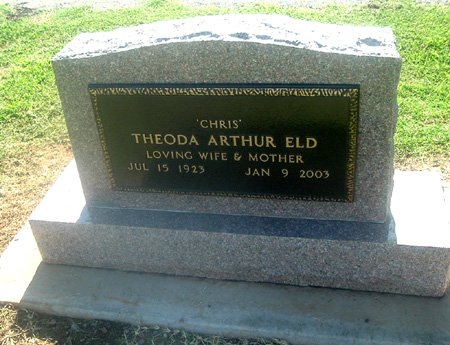 'CHRIS'
THEODA ARTHUR ELD
LOVING WIFE & MOTHER
JUL 15 1923 JAN 9 2003